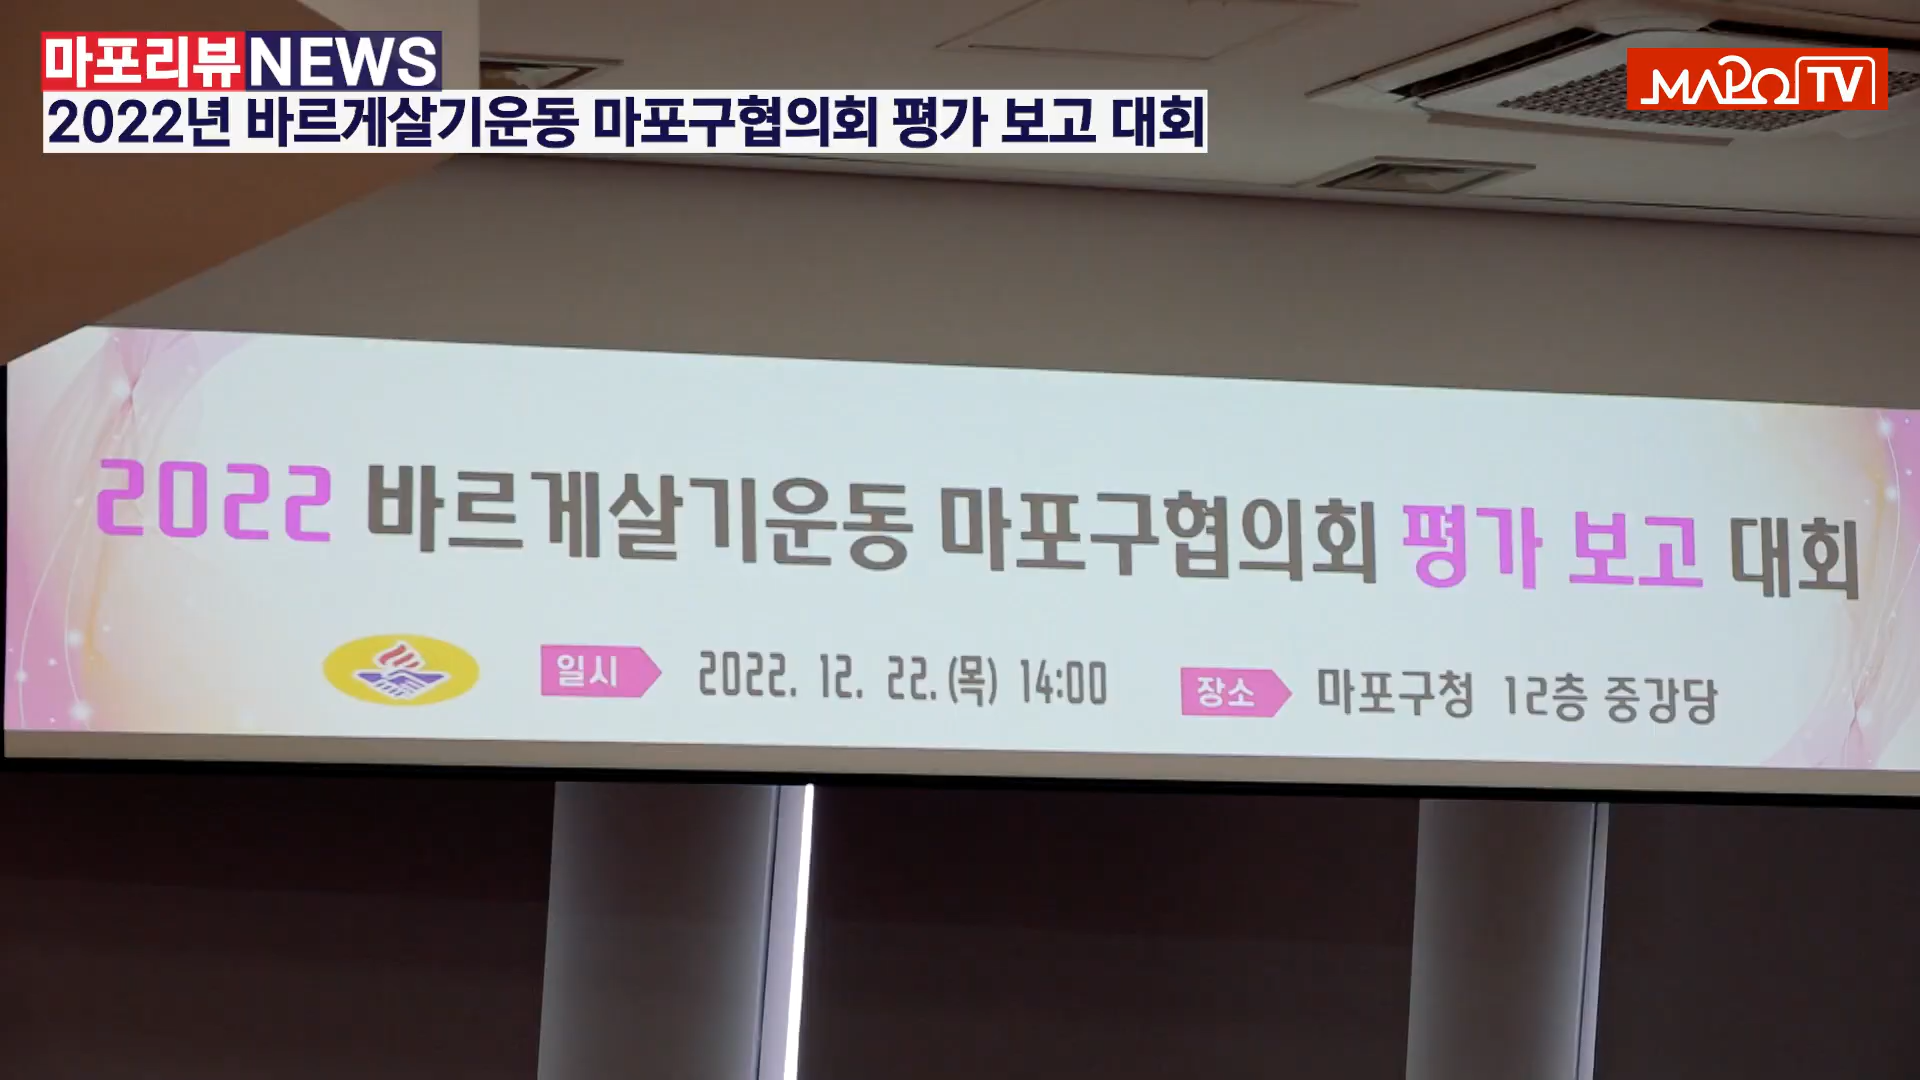 마포리뷰NEWS
MAPO TV
2022년 바르게살기운동 마포구협의회 평가 보고 대회
2022 바르게살기운동 마포구협의회 평가 보고 대회
일시 2022. 12. 22.(목) 14:00 장소 마포구청 12층 중강당